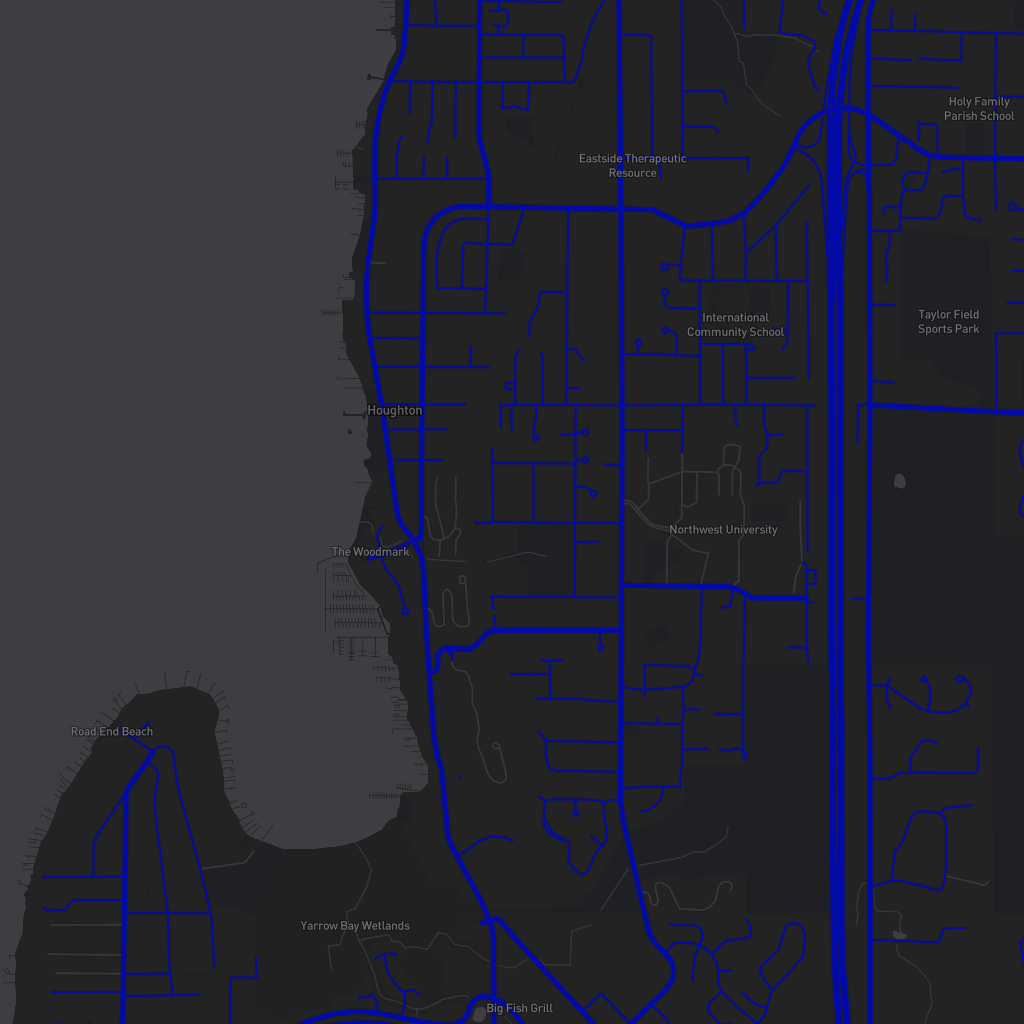 Holy Family
Parish School
Eastside Therapeutic
Resource
International
Community School
Taylor Field
Sports Park
Houghton
Northwest University
The Woodmark
Road End Beach
Yarrow Bay Wetlands
Big Fish Grill